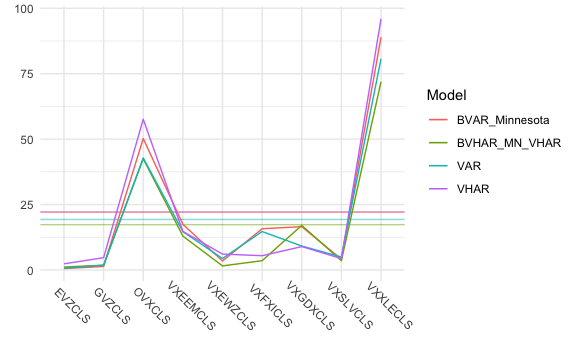 100
75
50
25
0
EVZCLS
GVZCLS
OVXCLS
VXEEMCLS
VXEWZCLS
VXFXICLS
VXGDXCLS
VXSLVCLS
VXXLECLS
Model
BVAR_Minnesota
BVHAR_MN_VHAR
VAR
VHAR